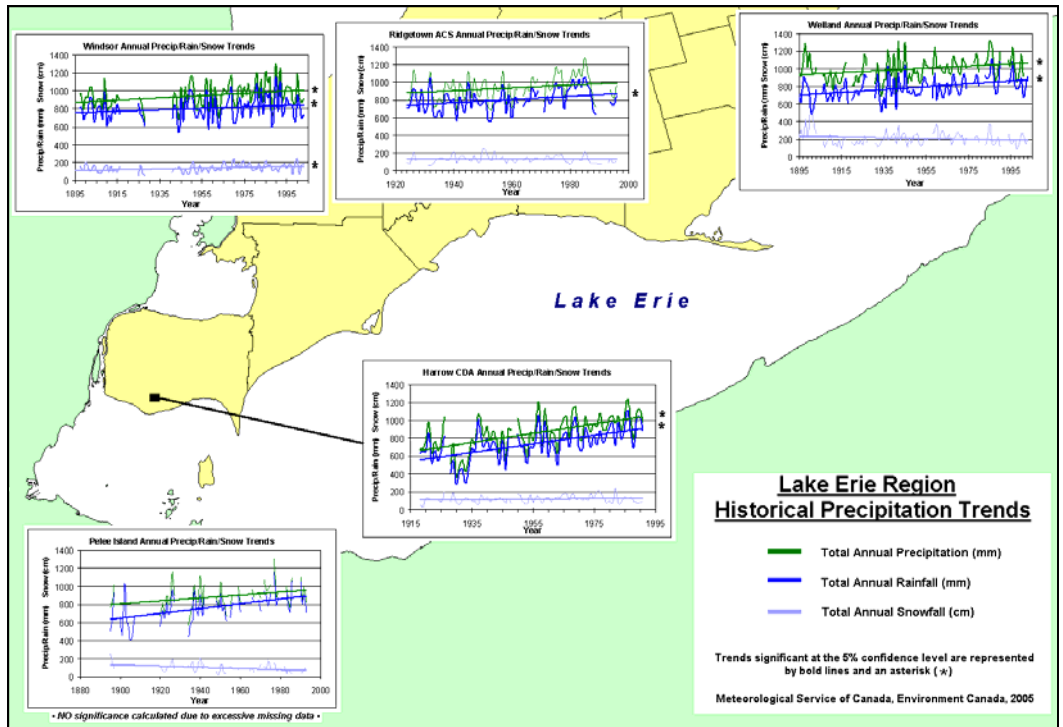 Windsor Annual Precip/Rain/Snow Trends
Precip/Rain (mm) Snow (cm)
1400
1200
1000
800
600
400
200
0
1895 1915 1935 1955 1975 1995
Year
*
*
*
Ridgetown ACS Annual Precip/Rain/Snow Trends
Precip/Rain (mm) Snow (cm)
1400
1200
1000
800
600
400
200
0
1920 1940 1960 1980 2000
Year
*
Welland Annual Precip/Rain/Snow Trends
Precip/Rain (mm) Snow (cm)
1400
1200
1000
800
600
400
200
0
1895 1915 1935 1955 1975 1995
Year
*
*
Lake Erie
Harrow CDA Annual Precip/Rain/Snow Trends
Precip/Rain (mm) Snow (cm)
1400
1200
1000
800
600
400
200
0
1915 1935 1955 1975 1995
Year
*
*
Pelee Island Annual Precip/Rain/Snow Trends
Precip/Rain (mm) Snow (cm)
1400
1200
1000
800
600
400
200
0
1880 1900 1920 1940 1960 1980 2000
Year
• NO significance calculated due to excessive missing data •
Lake Erie Region
Historical Precipitation Trends
Total Annual Precipitation (mm)
Total Annual Rainfall (mm)
Total Annual Snowfall (cm)
Trends significant at the 5% confidence level are represented
by bold lines and an asterisk (*)
Meteorological Service of Canada, Environment Canada, 2005